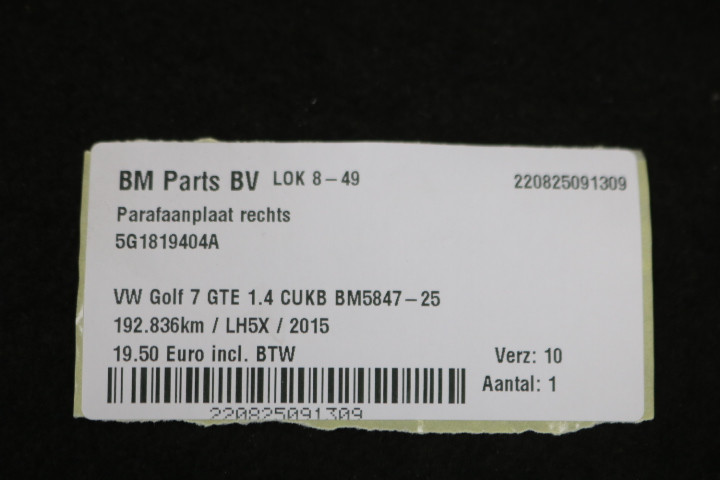 BM Parts BV LOK 8-49 220825091309
Parafaanplaat rechts
5G1819404A
VW Golf 7 GTE 1.4 CUKB BM5847-25
192.836km / LH5X / 2015
19.50 Euro incl. BTW Verz: 10
Aantal: 1
220825091309